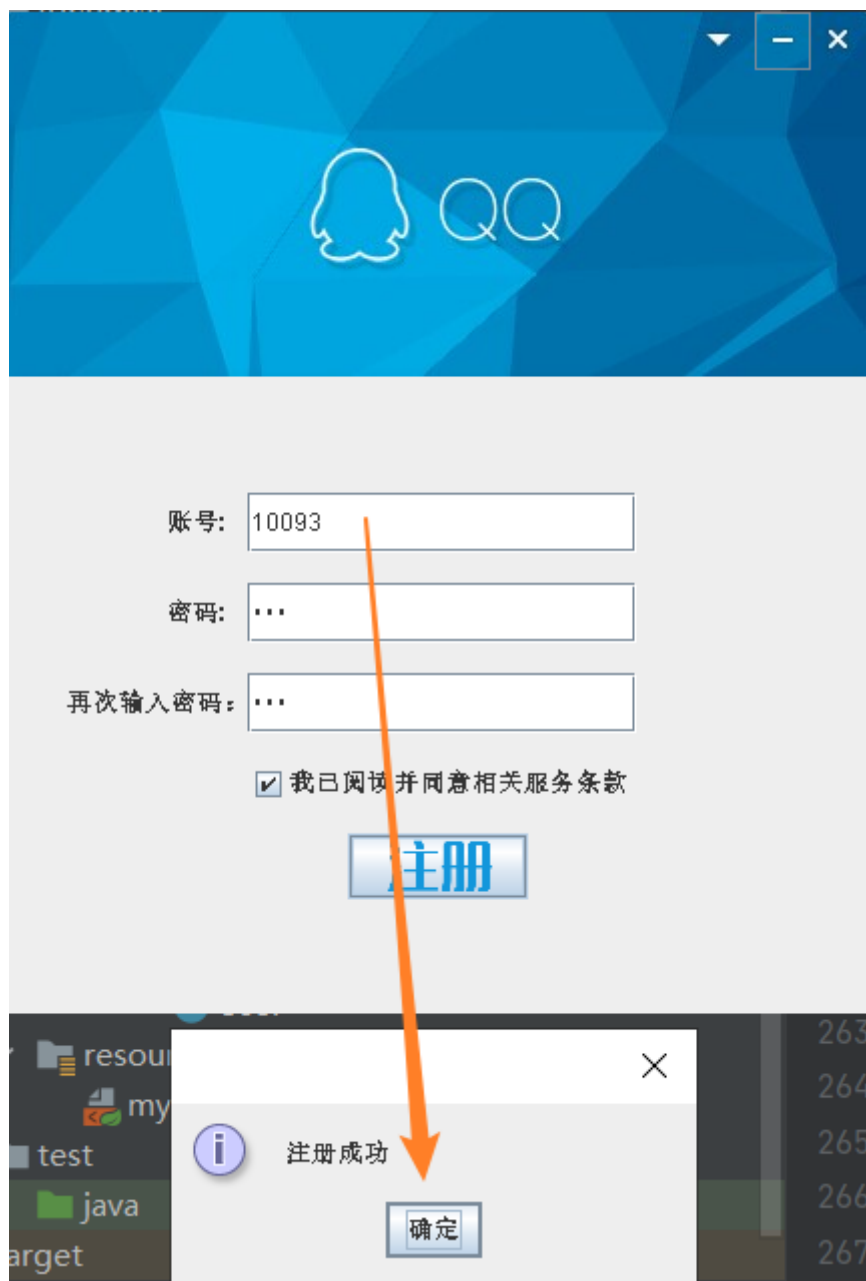 QQ
账号: 10093
密码: ...
再次输入密码: ...
我已阅读并同意相关服务条款
注册
263
resour
264
my
注册成功
test
265
java
266
确定
arget
267